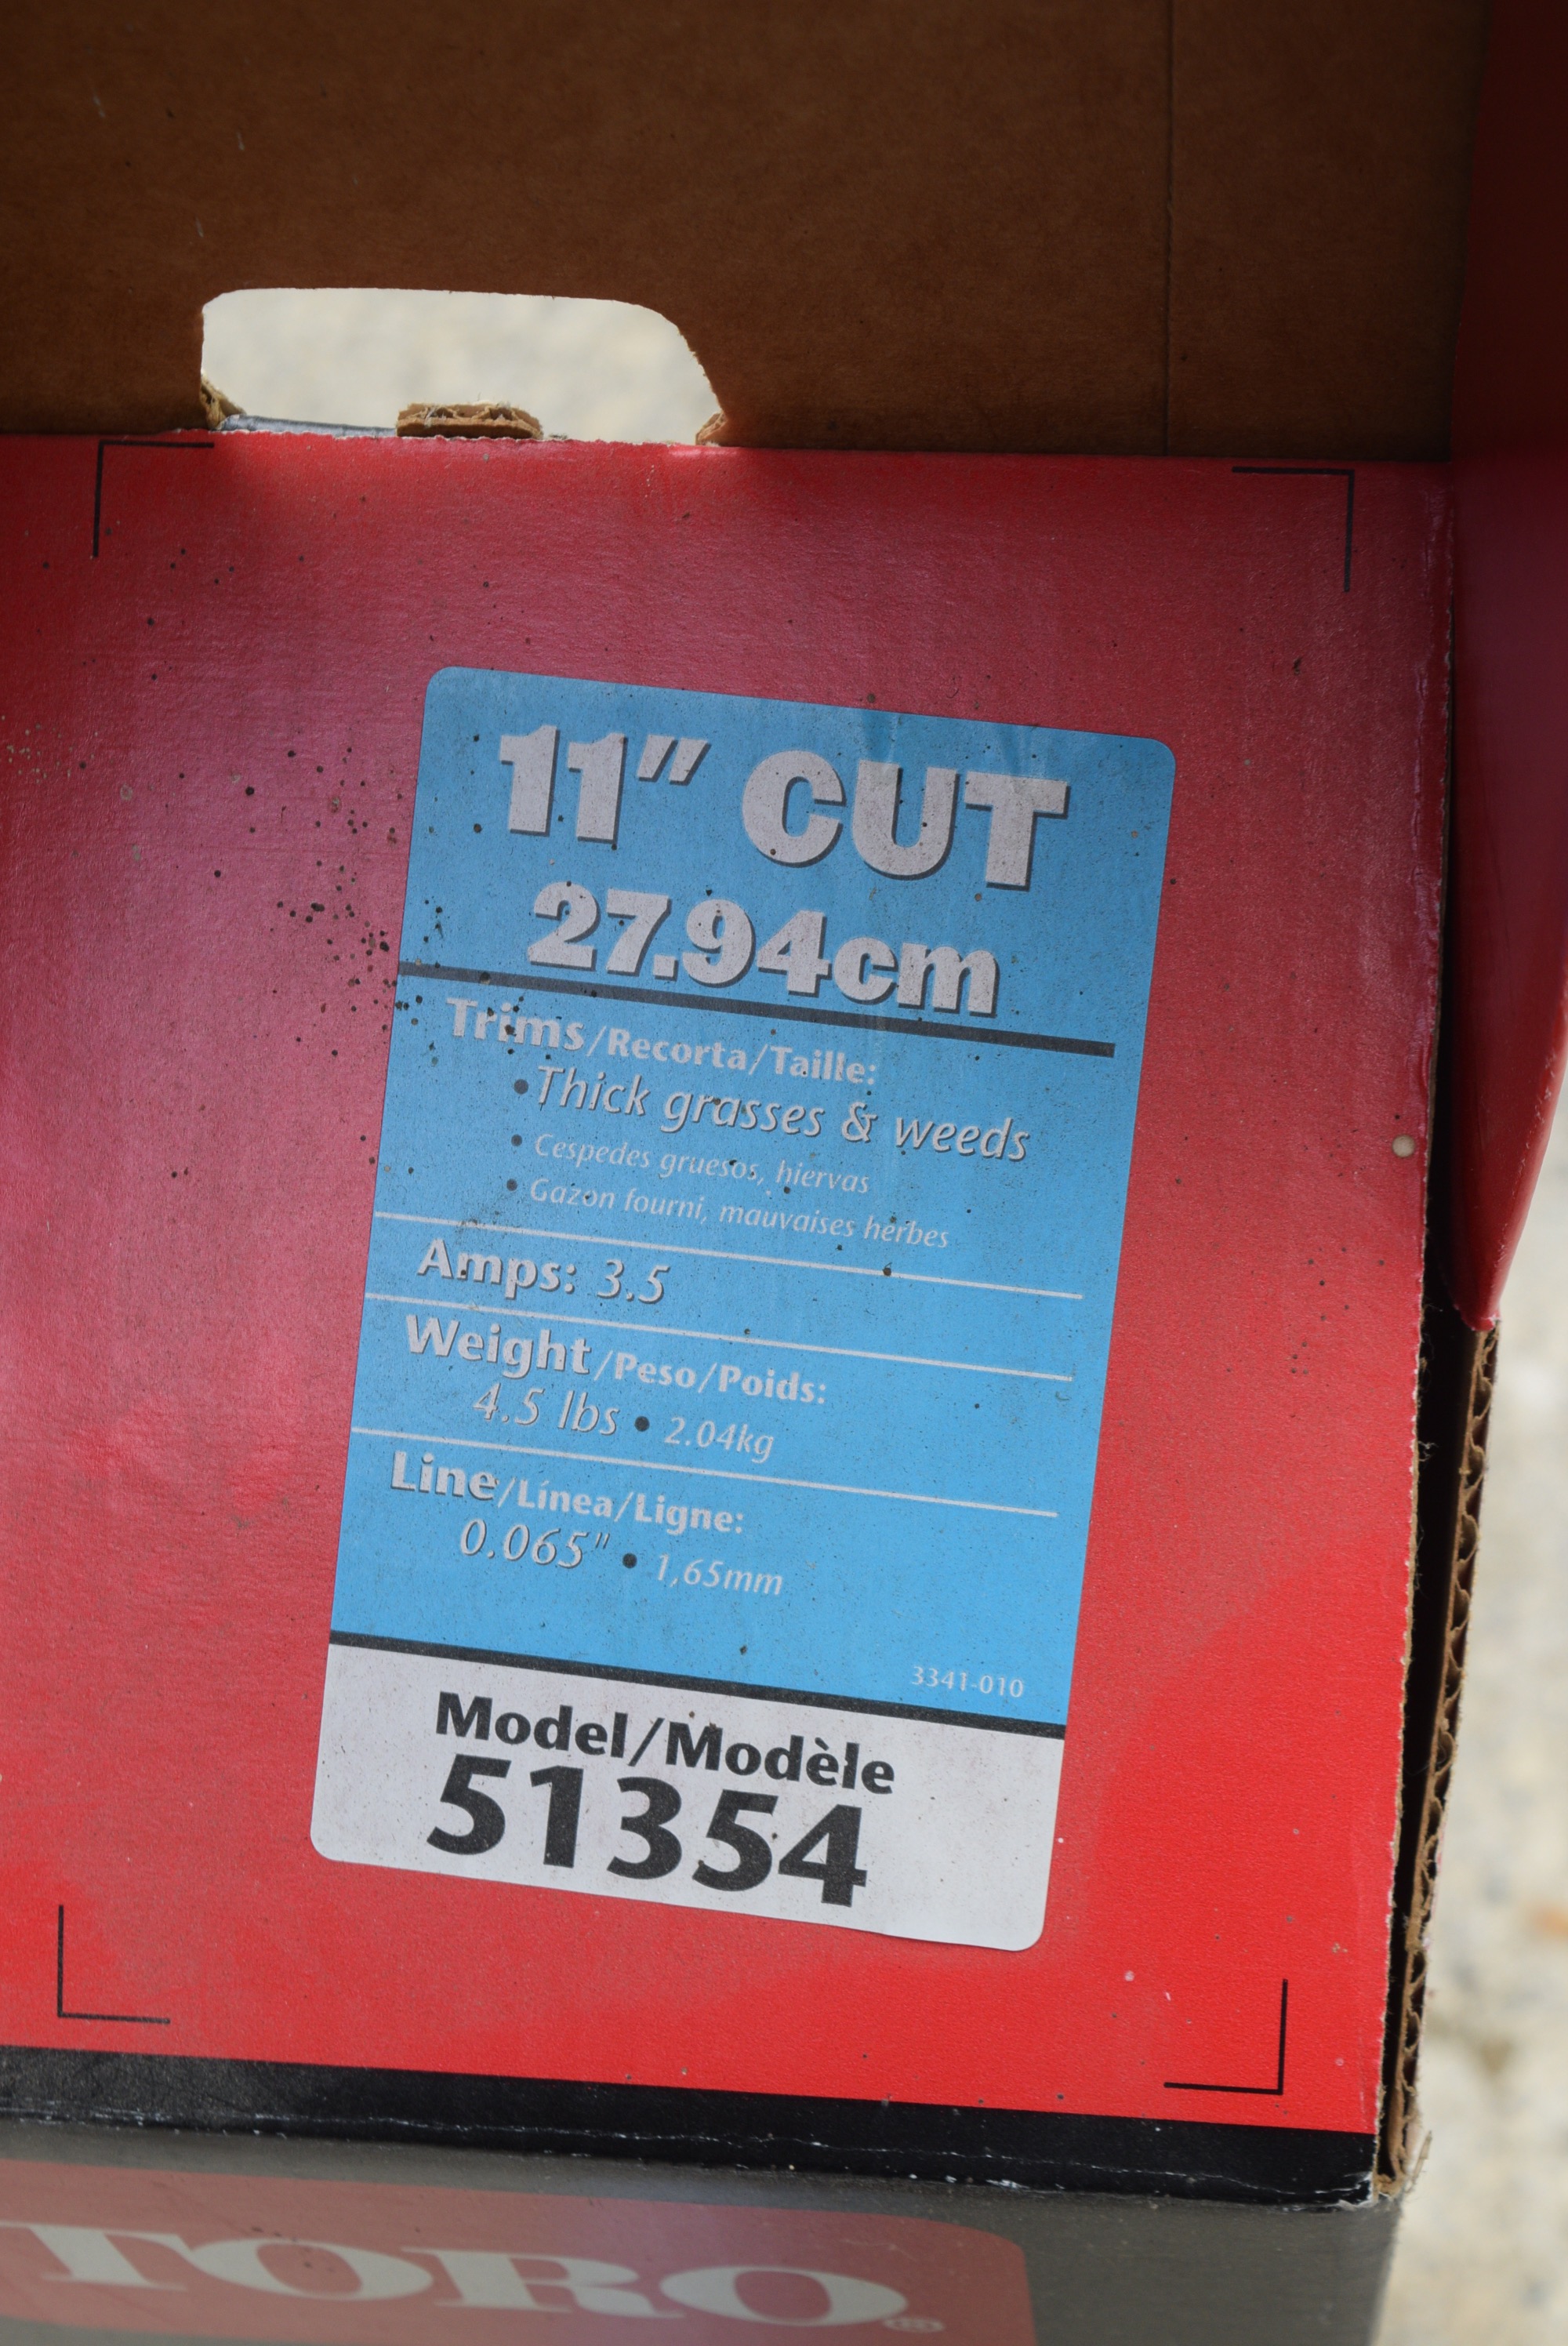 11" CUT
27.94cm
Trims/Recorta/Taille:
•Thick grasses & weeds
• Cespedes gruesos, hiervas
• Gazon fourni, mauvaises herbes
Amps: 3.5
Weight/Peso/Poids:
4.5 lbs • 2.04kg
Line/Línea/Ligne:
0.065" • 1,65mm
3341-010
Model/Modèle
51354
TORO®